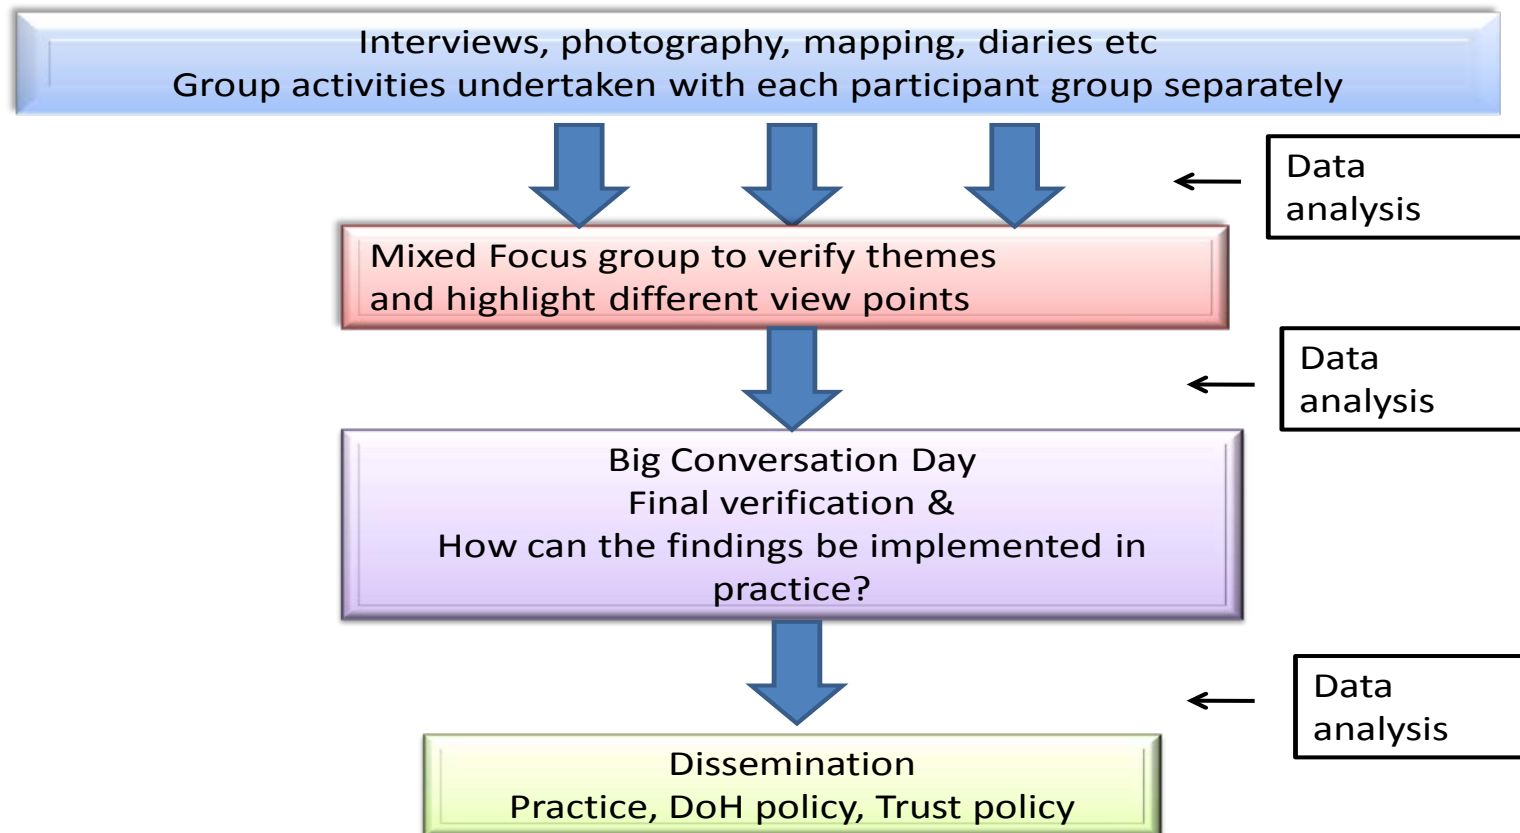 Interviews, photography, mapping, diaries etc
Group activities undertaken with each participant group separately
Data
analysis
Mixed Focus group to verify themes
and highlight different view points
Data
analysis
Big Conversation Day
Final verification &
How can the findings be implemented in
practice?
Data
analysis
Dissemination
Practice, DoH policy, Trust policy